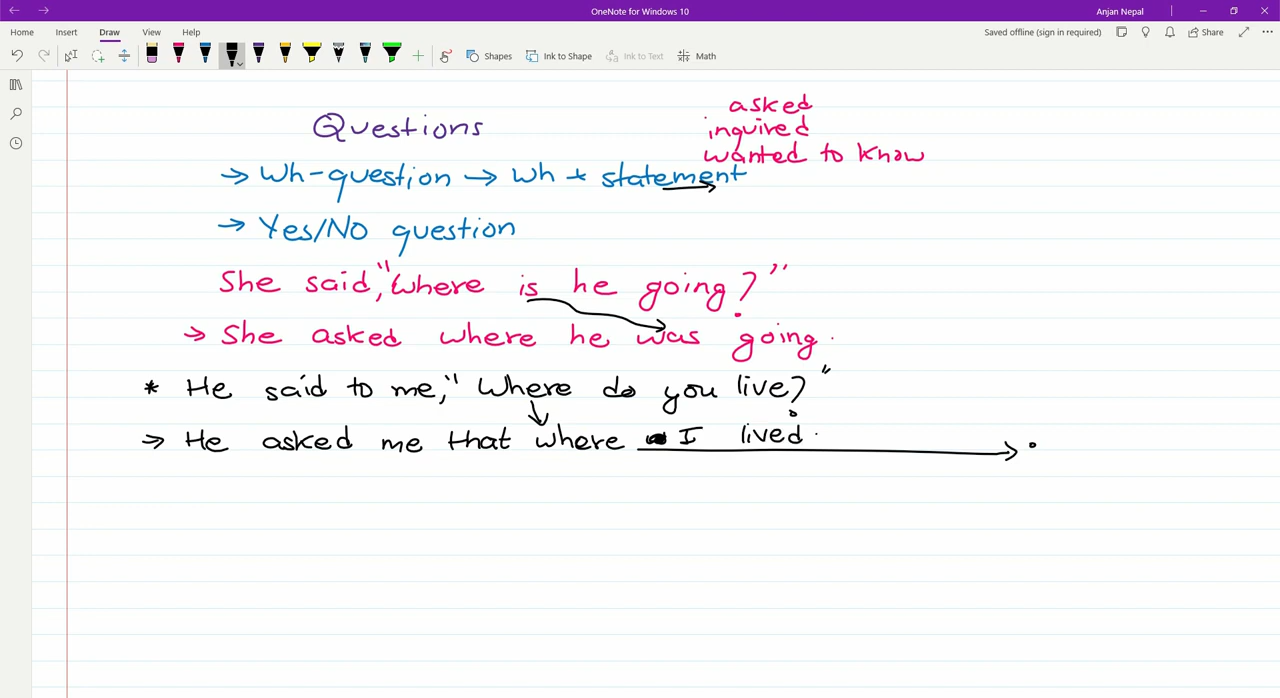 OneNote for Windows 10
Anjan Nepal
Home Insert Draw View Help
Saved offline (sign in required)
Share
Shapes
Ink to Shape
Ink to Text
Math
asked
inquired
wanted to know
Questions
→ Wh-question → Wh + statement
→ Yes/No question
She said, "Where is he going?"
→ She asked where he was going.
* He said to me, "Where do you live?"
→ He asked me that where I lived.